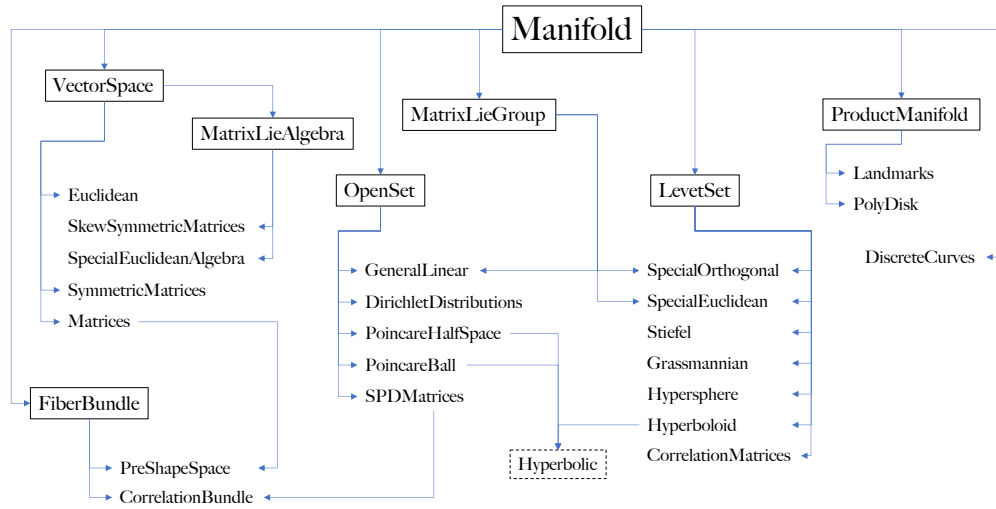 Manifold
VectorSpace
MatrixLieAlgebra
MatrixLieGroup
ProductManifold
OpenSet
LevetSet
Euclidean
SkewSymmetricMatrices
SpecialEuclideanAlgebra
SymmetricMatrices
Matrices
GeneralLinear
DirichletDistributions
PoincareHalfSpace
PoincareBall
SPDMatrices
SpecialOrthogonal
SpecialEuclidean
Stiefel
Grassmannian
Hypersphere
Hyperboloid
CorrelationMatrices
Landmarks
PolyDisk
DiscreteCurves
FiberBundle
PreShapeSpace
CorrelationBundle
Hyperbolic